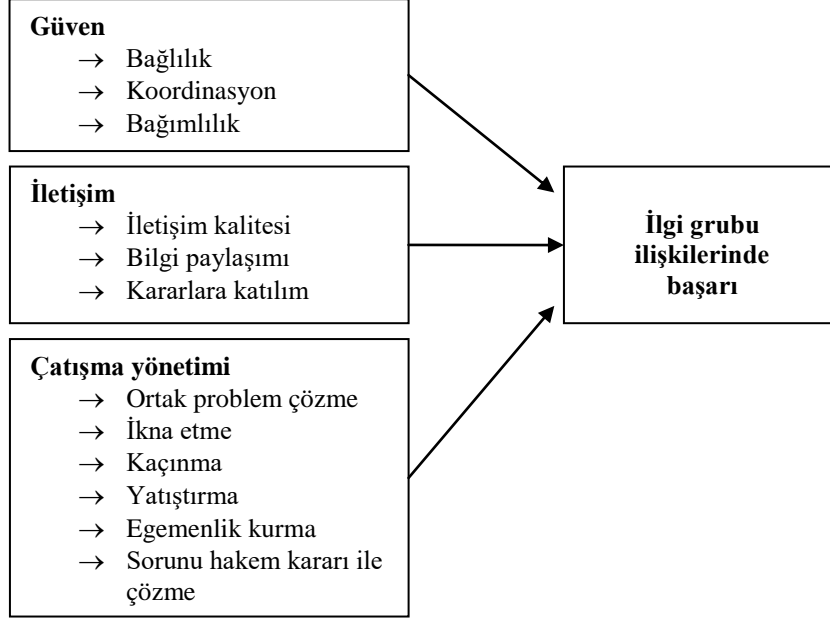 Güven
→ Bağlılık
→ Koordinasyon
→ Bağımlılık
İletişim
→ İletişim kalitesi
→ Bilgi paylaşımı
→ Kararlara katılım
Çatışma yönetimi
→ Ortak problem çözme
→ İkna etme
→ Kaçınma
→ Yatıştırma
→ Egemenlik kurma
→ Sorunu hakem kararı ile
çözme
İlgi grubu
ilişkilerinde
başarı